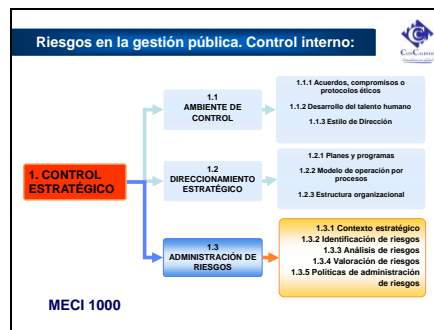 Riesgos en la gestión pública. Control interno:
1.1
AMBIENTE DE
CONTROL
1.1.1 Acuerdos, compromisos o
protocolos éticos
1.1.2 Desarrollo del talento humano
1.1.3 Estilo de Dirección
1. CONTROL
ESTRATÉGICO
1.2
DIRECCIONAMIENTO
ESTRATÉGICO
1.2.1 Planes y programas
1.2.2 Modelo de operación por
procesos
1.2.3 Estructura organizacional
1.3
ADMINISTRACIÓN DE
RIESGOS
1.3.1 Contexto estratégico
1.3.2 Identificación de riesgos
1.3.3 Análisis de riesgos
1.3.4 Valoración de riesgos
1.3.5 Políticas de administración
de riesgos
MECI 1000